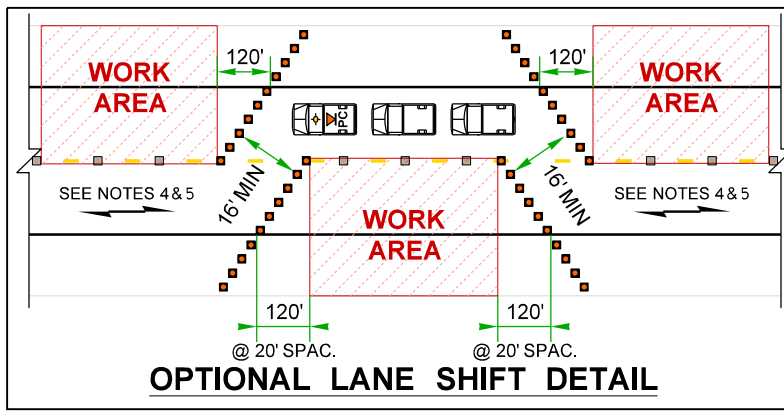 120'
120'
WORK
AREA
WORK
AREA
PC
16' MIN
16' MIN
SEE NOTES 4&5
SEE NOTES 4&5
WORK
AREA
120'
120'
@ 20' SPAC.
@ 20' SPAC.
OPTIONAL LANE SHIFT DETAIL